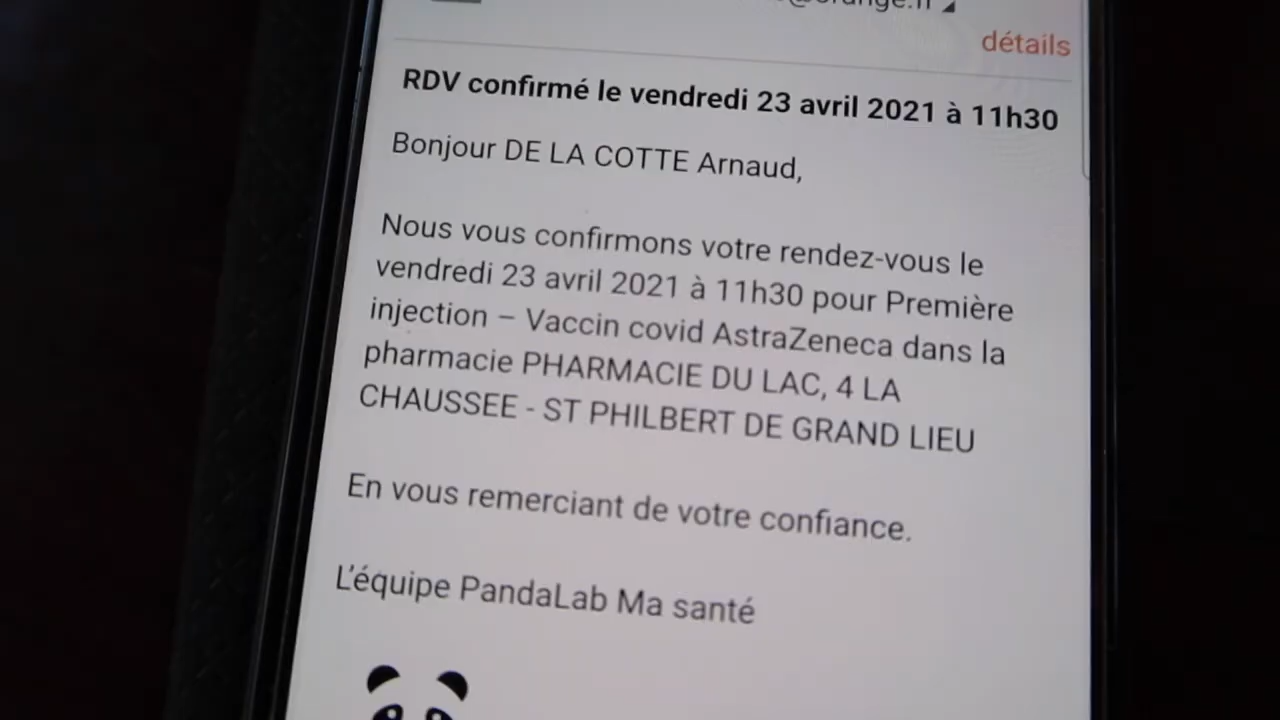 détails
RDV confirmé le vendredi 23 avril 2021 à 11h30
Bonjour DE LA COTTE Arnaud,
Nous vous confirmons votre rendez-vous le
vendredi 23 avril 2021 à 11h30 pour Première
injection – Vaccin covid AstraZeneca dans la
pharmacie PHARMACIE DU LAC, 4 LA
CHAUSSEE - ST PHILBERT DE GRAND LIEU
En vous remerciant de votre confiance.
L'équipe PandaLab Ma santé